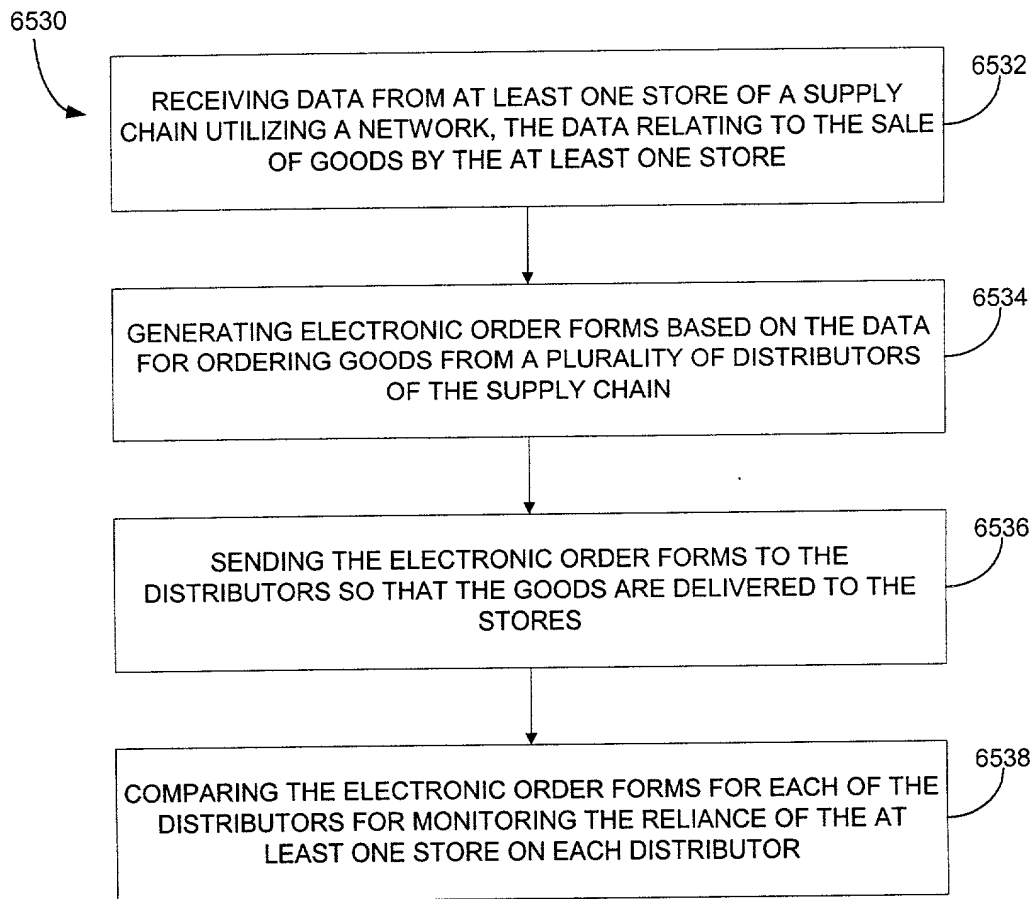 6530
6532
RECEIVING DATA FROM AT LEAST ONE STORE OF A SUPPLY
CHAIN UTILIZING A NETWORK, THE DATA RELATING TO THE SALE
OF GOODS BY THE AT LEAST ONE STORE
6534
GENERATING ELECTRONIC ORDER FORMS BASED ON THE DATA
FOR ORDERING GOODS FROM A PLURALITY OF DISTRIBUTORS
OF THE SUPPLY CHAIN
6536
SENDING THE ELECTRONIC ORDER FORMS TO THE
DISTRIBUTORS SO THAT THE GOODS ARE DELIVERED TO THE
STORES
6538
COMPARING THE ELECTRONIC ORDER FORMS FOR EACH OF THE
DISTRIBUTORS FOR MONITORING THE RELIANCE OF THE AT
LEAST ONE STORE ON EACH DISTRIBUTOR